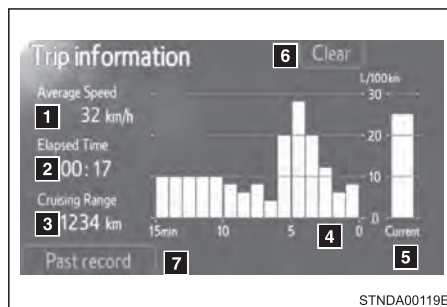 Trip information
6 Clear
L/100km
Average Speed
30
1 32 km/h
Elapsed Time
20
2 00:17
10
Cruising Range
3 1234 km
0
15min 10 5 4 0 Current
Past record 7 5
STNDA00119E